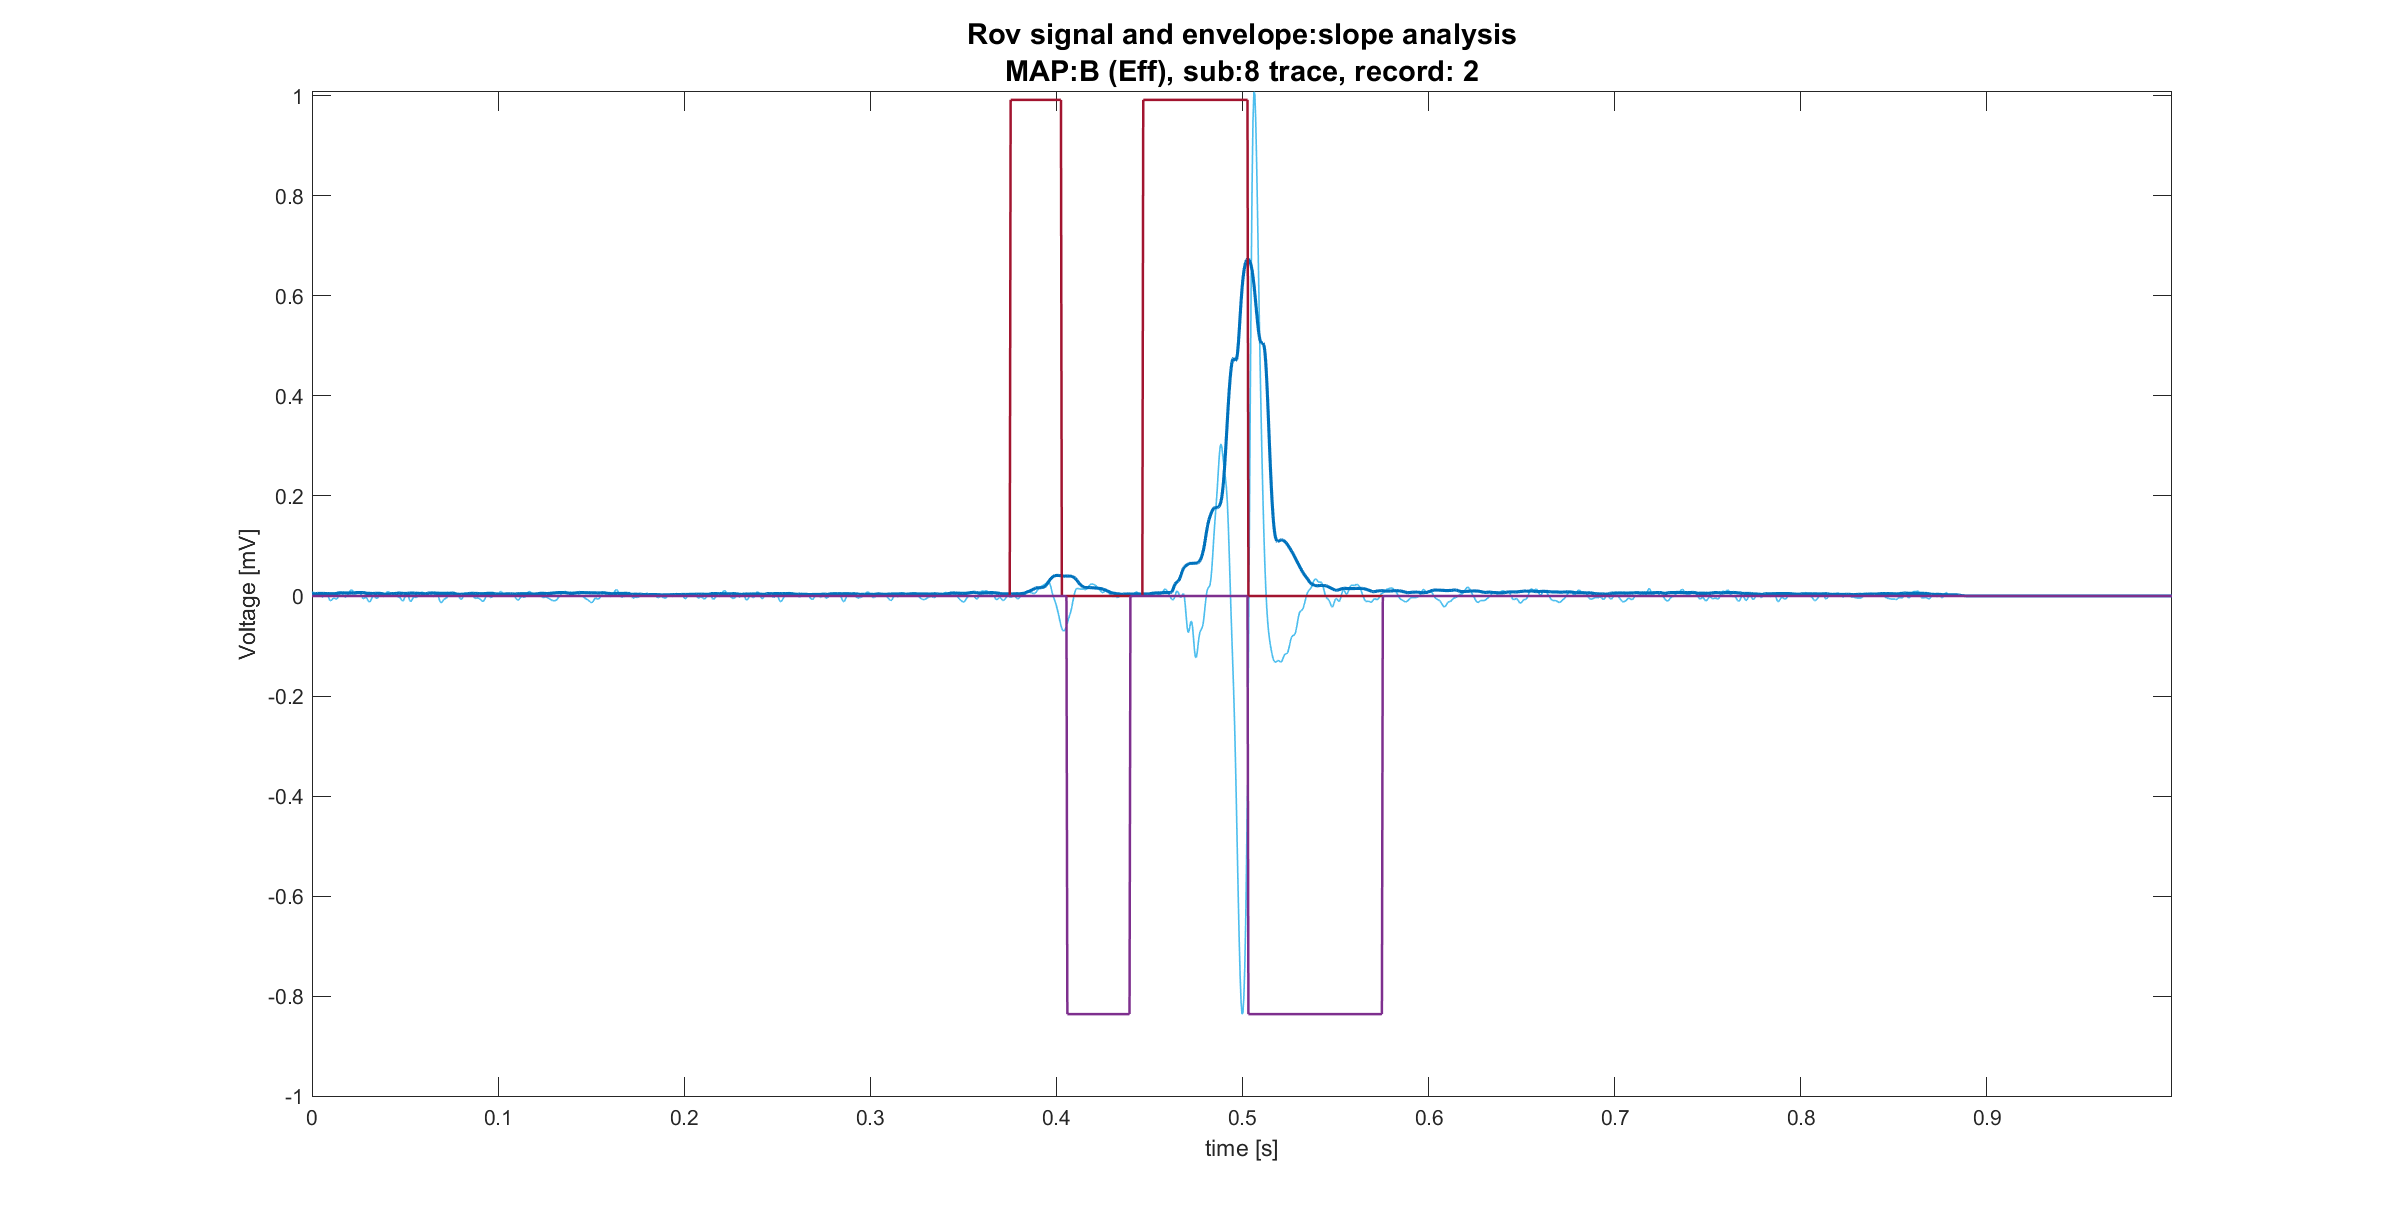 Rov signal and envelope:slope analysis
MAP:B (Eff), sub:8 trace, record: 2
1
0.8
0.6
0.4
0.2
0
-0.2
-0.4
-0.6
-0.8
-1
Voltage [mV]
0 0.1 0.2 0.3 0.4 0.5 0.6 0.7 0.8 0.9
time [s]